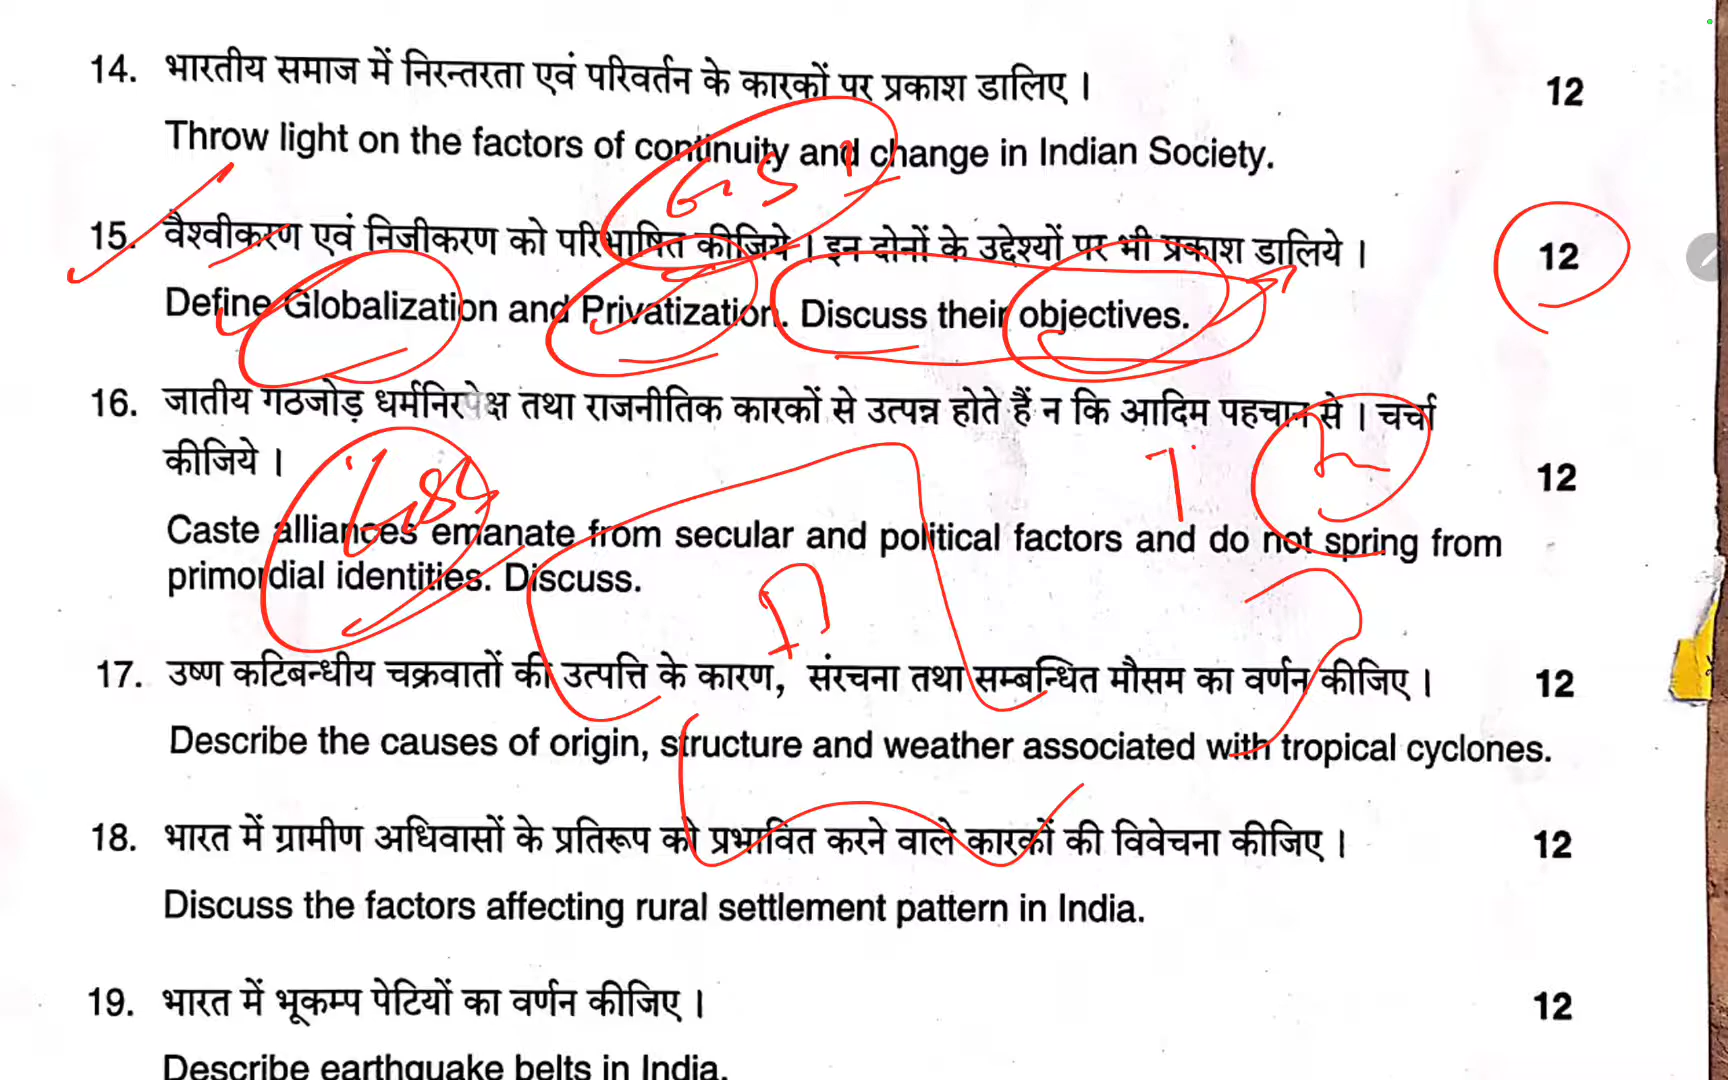 14. भारतीय समाज में निरन्तरता एवं परिवर्तन के कारकों पर प्रकाश डालिए । 12
Throw light on the factors of continuity and change in Indian Society.
GS 1
15. वैश्वीकरण एवं निजीकरण को परिभाषित कीजिये । इन दोनों के उद्देश्यों पर भी प्रकाश डालिये । 12
Define Globalization and Privatization. Discuss their objectives.
16. जातीय गठजोड़ धर्मनिरपेक्ष तथा राजनीतिक कारकों से उत्पन्न होते हैं न कि आदिम पहचान से । चर्चा
कीजिये । 12
Caste alliances emanate from secular and political factors and do not spring from
primordial identities. Discuss.
17. उष्ण कटिबन्धीय चक्रवातों की उत्पत्ति के कारण, संरचना तथा सम्बन्धित मौसम का वर्णन कीजिए । 12
Describe the causes of origin, structure and weather associated with tropical cyclones.
18. भारत में ग्रामीण अधिवासों के प्रतिरूप को प्रभावित करने वाले कारकों की विवेचना कीजिए । 12
Discuss the factors affecting rural settlement pattern in India.
19. भारत में भूकम्प पेटियों का वर्णन कीजिए । 12
Describe earthquake belts in India.